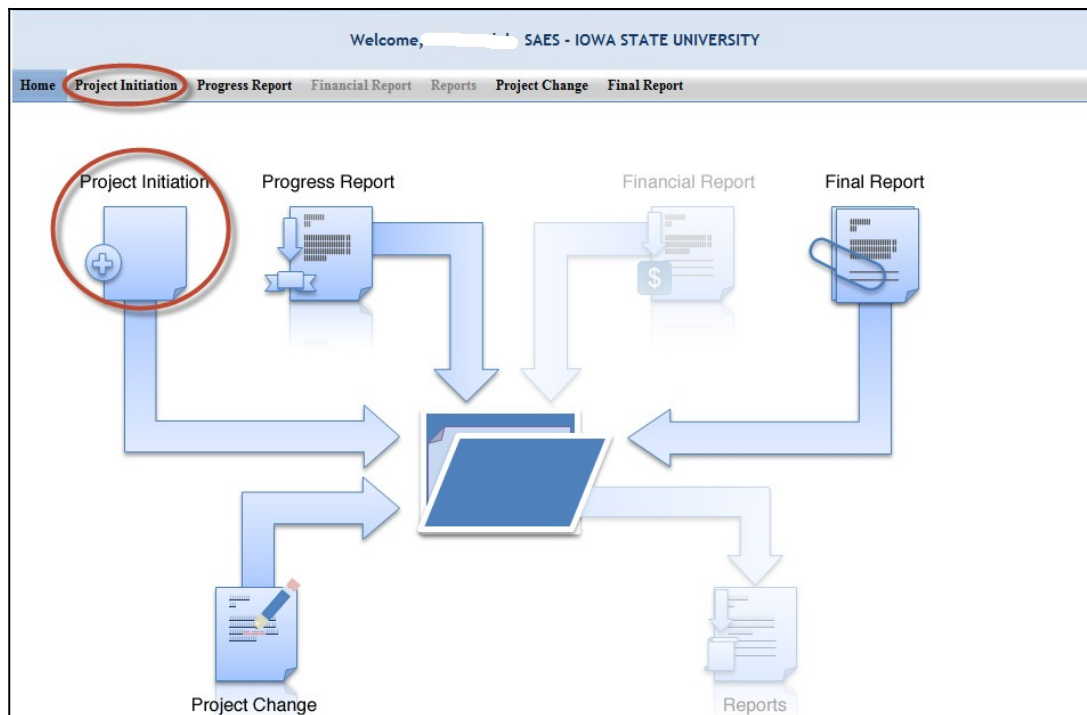 Welcome, SAES - IOWA STATE UNIVERSITY
Home Project Initiation Progress Report Financial Report Reports Project Change Final Report
Project Initiation Progress Report Financial Report Final Report
$
Project Change
Reports